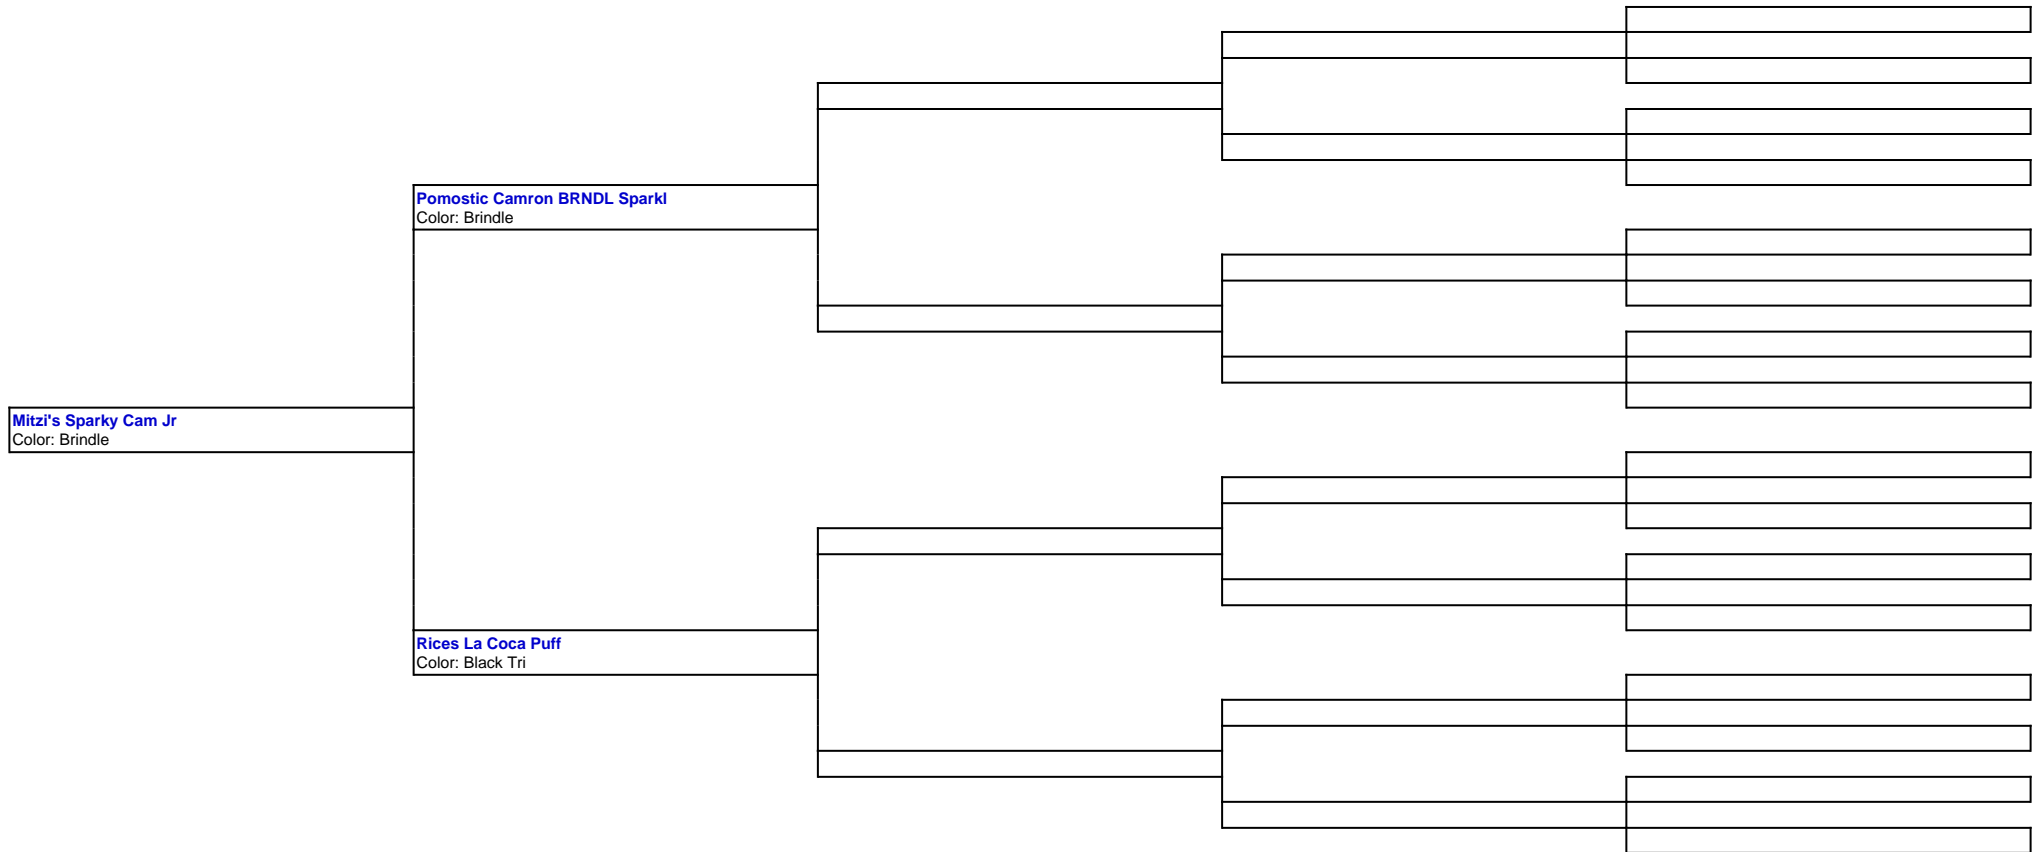 Pomostic Camron BRNDL Sparkl
Color: Brindle
Mitzi's Sparky Cam Jr
Color: Brindle
Rices La Coca Puff
Color: Black Tri